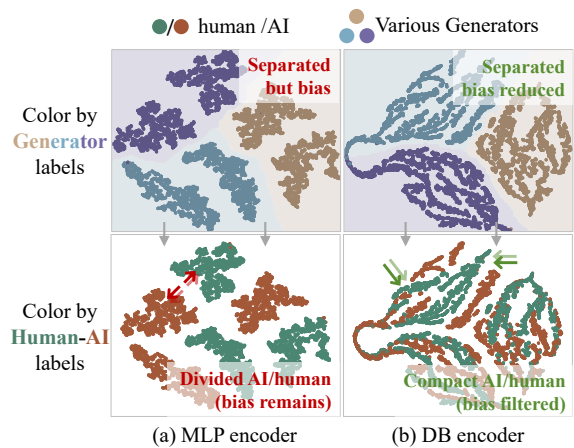 / human /AI
Various Generators
Color by
Generator
labels
Separated
but bias
Separated
bias reduced
Color by
Human-AI
labels
Divided AI/human
(bias remains)
Compact AI/human
(bias filtered)
(a) MLP encoder
(b) DB encoder